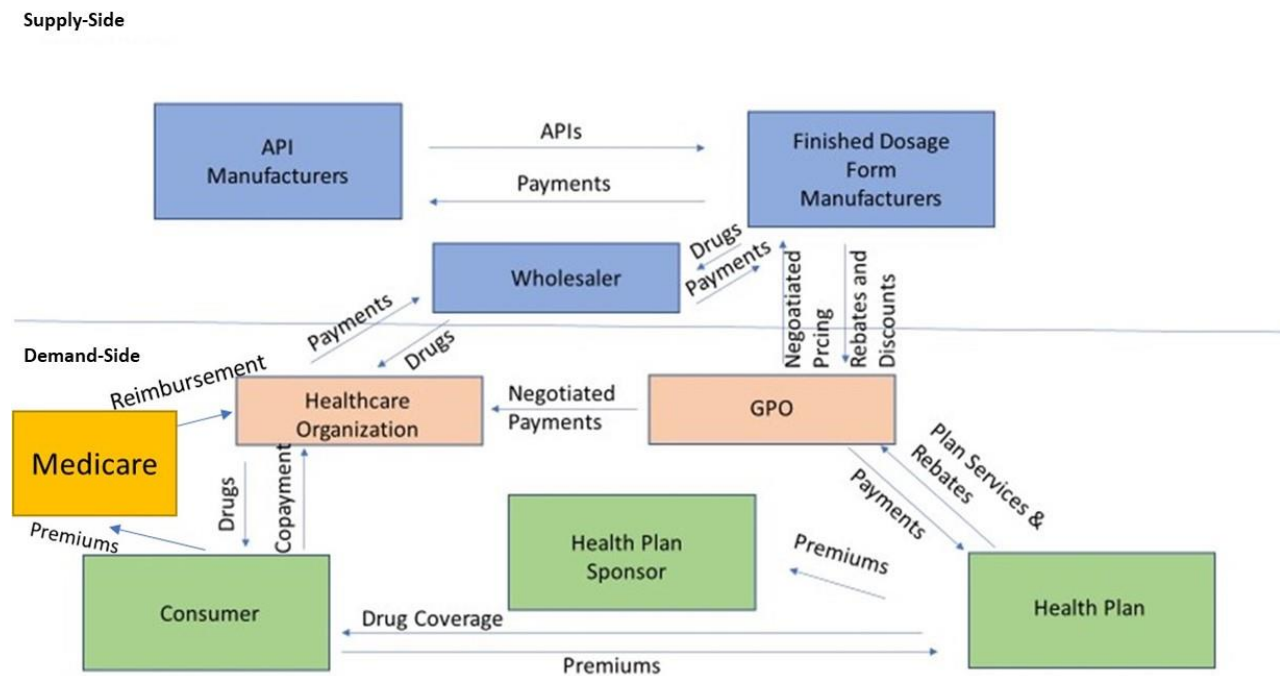 Supply-Side
API
Manufacturers
APIs
Payments
Finished Dosage
Form
Manufacturers
Wholesaler
Drugs
Payments
Negoatiated
Prcing
Rebates and
Discounts
Payments
Drugs
Demand-Side
Reimbursement
Healthcare
Organization
Negotiated
Payments
GPO
Medicare
Premiums
Drugs
Copayment
Health Plan
Sponsor
Payments
Plan Services &
Rebates
Premiums
Consumer
Drug Coverage
Premiums
Health Plan